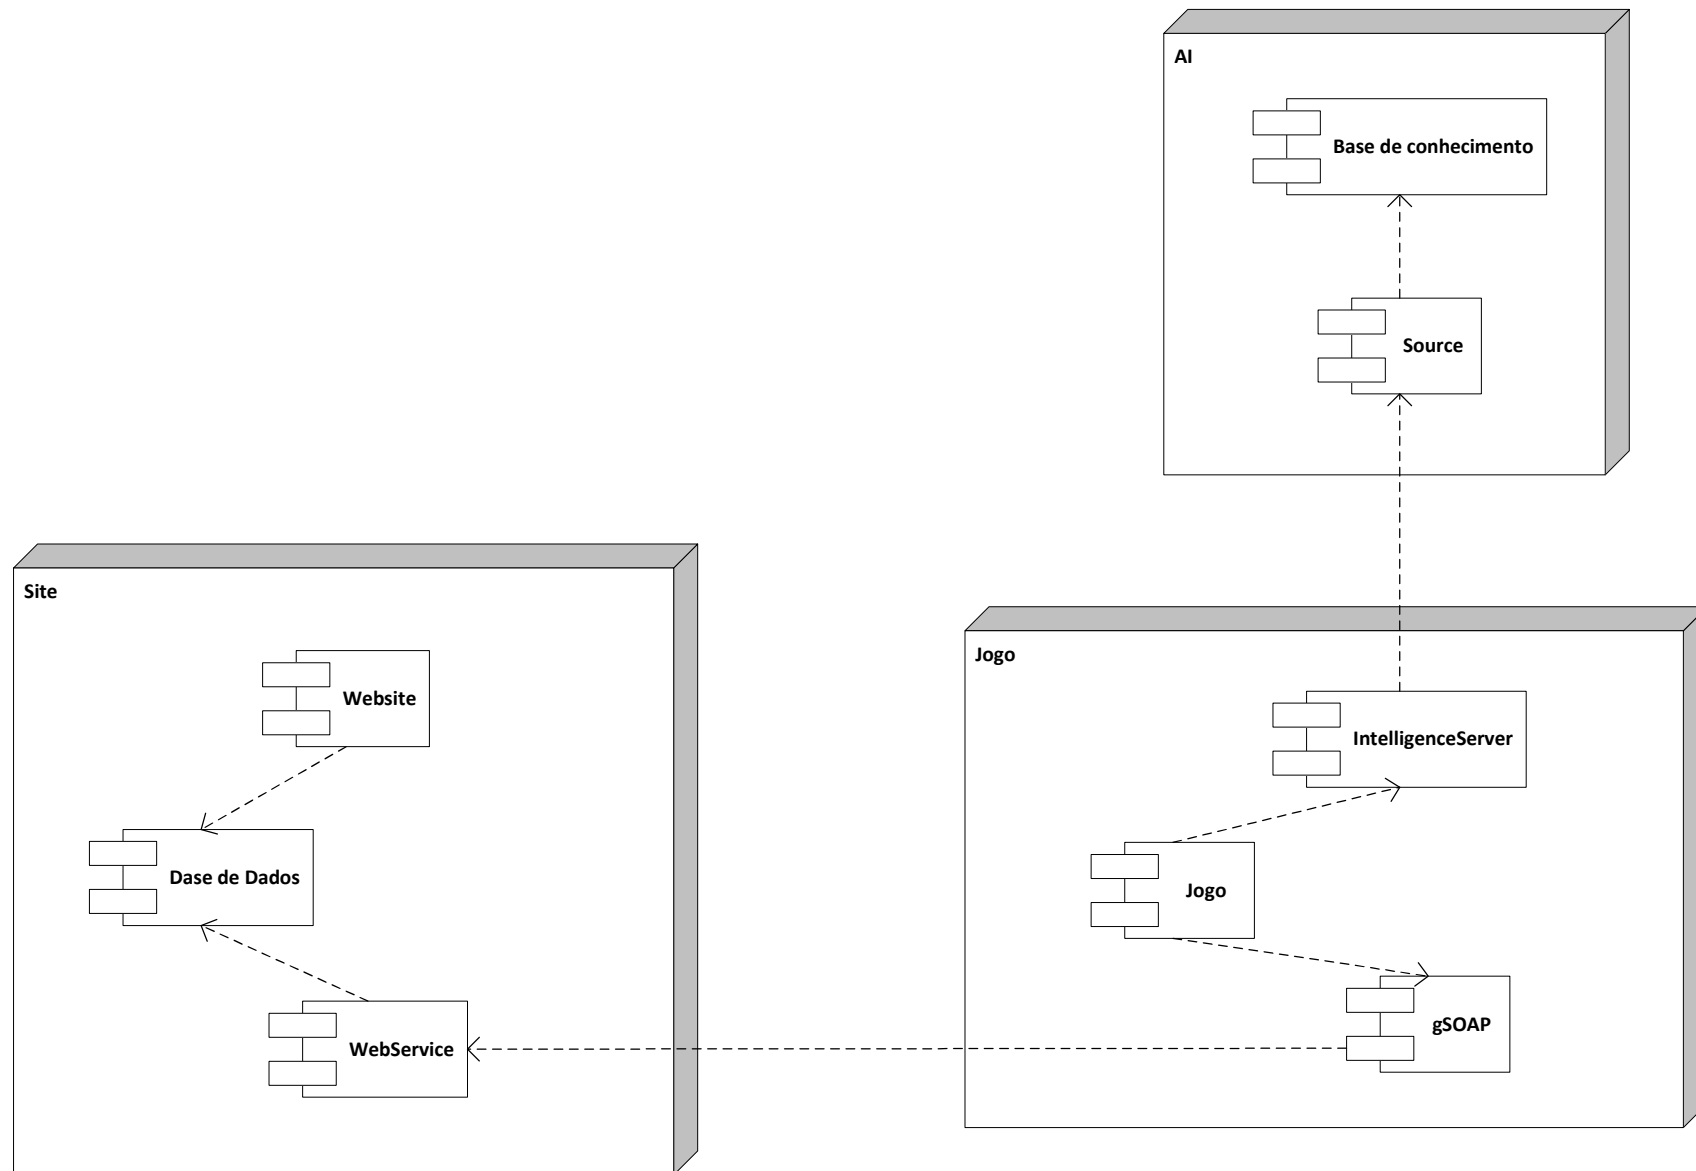 AI
Base de conhecimento
Source
Site
Website
Dase de Dados
WebService
Jogo
IntelligenceServer
Jogo
gSOAP